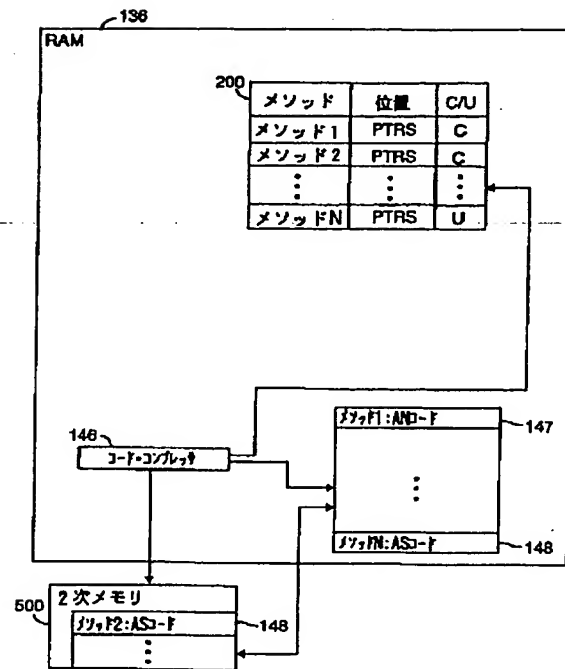 136
RAM
200
メソッド 位置 C/U
メソッド1 PTRS C
メソッド2 PTRS C
メソッドN PTRS U
146
コード・コンプレッサ
メソッド1:ANコード
147
メソッドN:ASコード
148
500
2次メモリ
148
メソッド2:ASコード